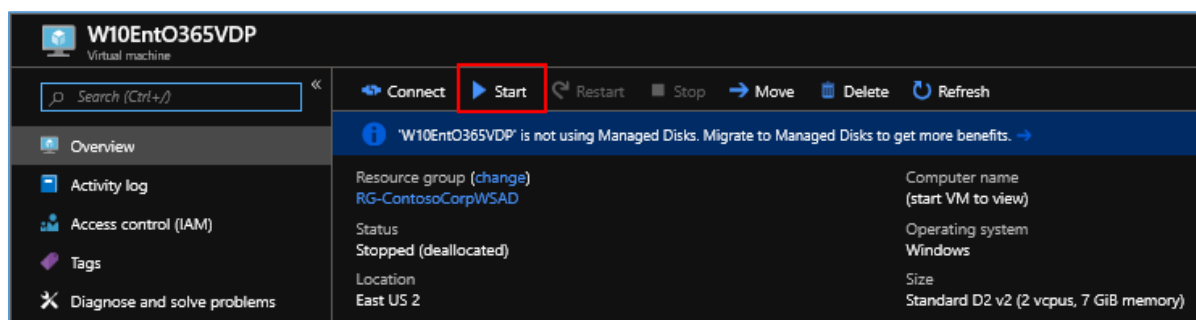 W10EntO365VDP
Virtual machine
Search (Ctrl+/)
«
Connect Start Restart Stop Move Delete Refresh
'W10EntO365VDP' is not using Managed Disks. Migrate to Managed Disks to get more benefits. →
Overview
Activity log
Access control (IAM)
Tags
Diagnose and solve problems
Resource group (change)
RG-ContosoCorpWSAD
Status
Stopped (deallocated)
Location
East US 2
Computer name
(start VM to view)
Operating system
Windows
Size
Standard D2 v2 (2 vcpus, 7 GiB memory)